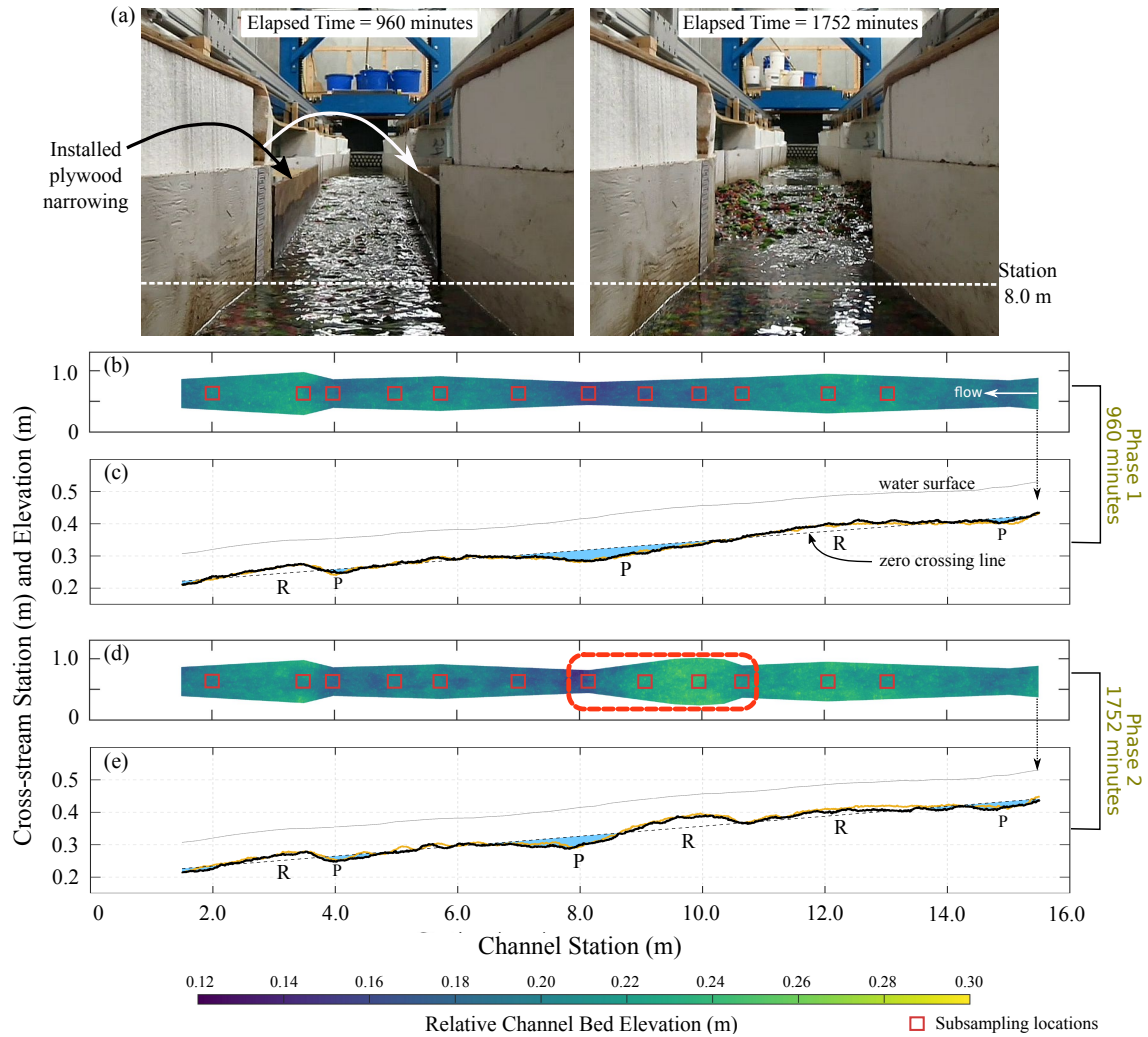 (a)
Elapsed Time = 960 minutes
Elapsed Time = 1752 minutes
Installed
plywood
narrowing
Station
8.0 m
Cross-stream Station (m) and Elevation (m)
(b)
1.0
0
flow
Phase 1
960 minutes
(c)
0.5
0.4
0.3
0.2
water surface
zero crossing line
R
P
P
R
P
(d)
1.0
0
Phase 2
1752 minutes
(e)
0.5
0.4
0.3
0.2
R
P
P
R
R
P
0 2.0 4.0 6.0 8.0 10.0 12.0 14.0 16.0
Channel Station (m)
0.12 0.14 0.16 0.18 0.20 0.22 0.24 0.26 0.28 0.30
Relative Channel Bed Elevation (m)
Subsampling locations